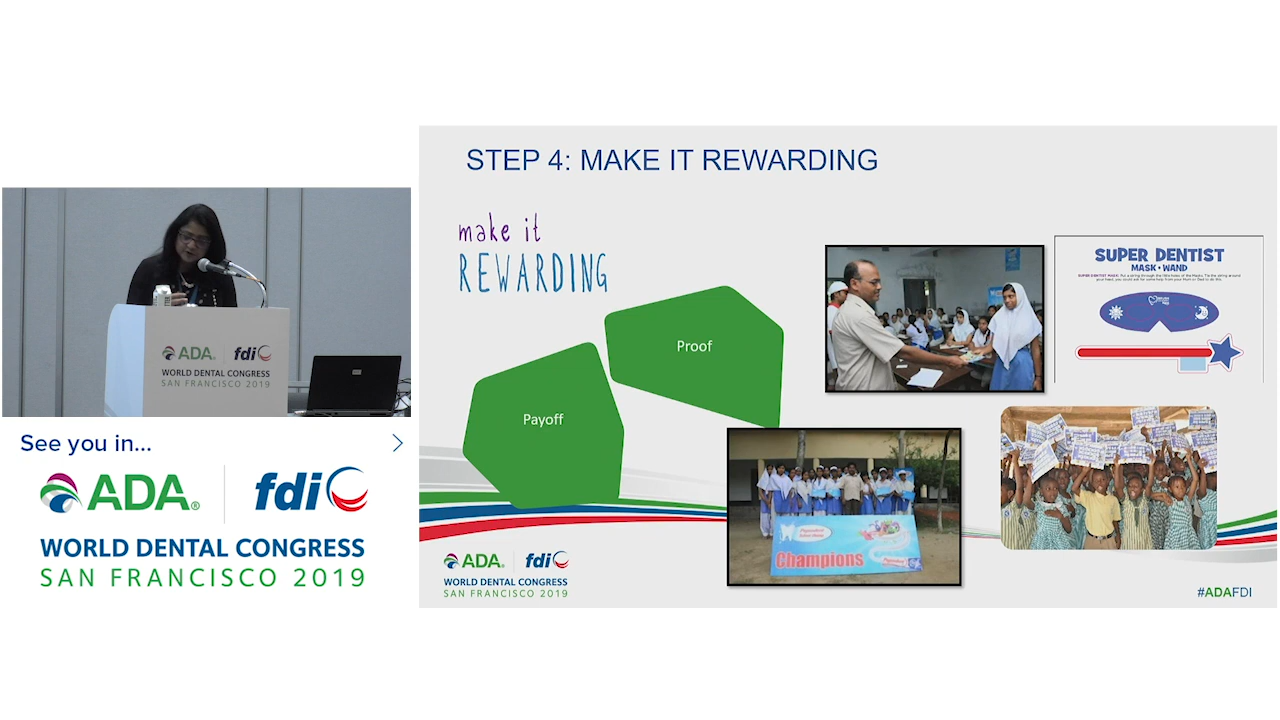 STEP 4: MAKE IT REWARDING
make it
REWARDING
Proof
Payoff
SUPER DENTIST
MASK • WAND
Champions
ADA.
fdi
WORLD DENTAL CONGRESS
SAN FRANCISCO 2019
#ADAFDI
ADA.
fdi
WORLD DENTAL CONGRESS
SAN FRANCISCO 2019
See you in...
ADA®
fdi
WORLD DENTAL CONGRESS
SAN FRANCISCO 2019